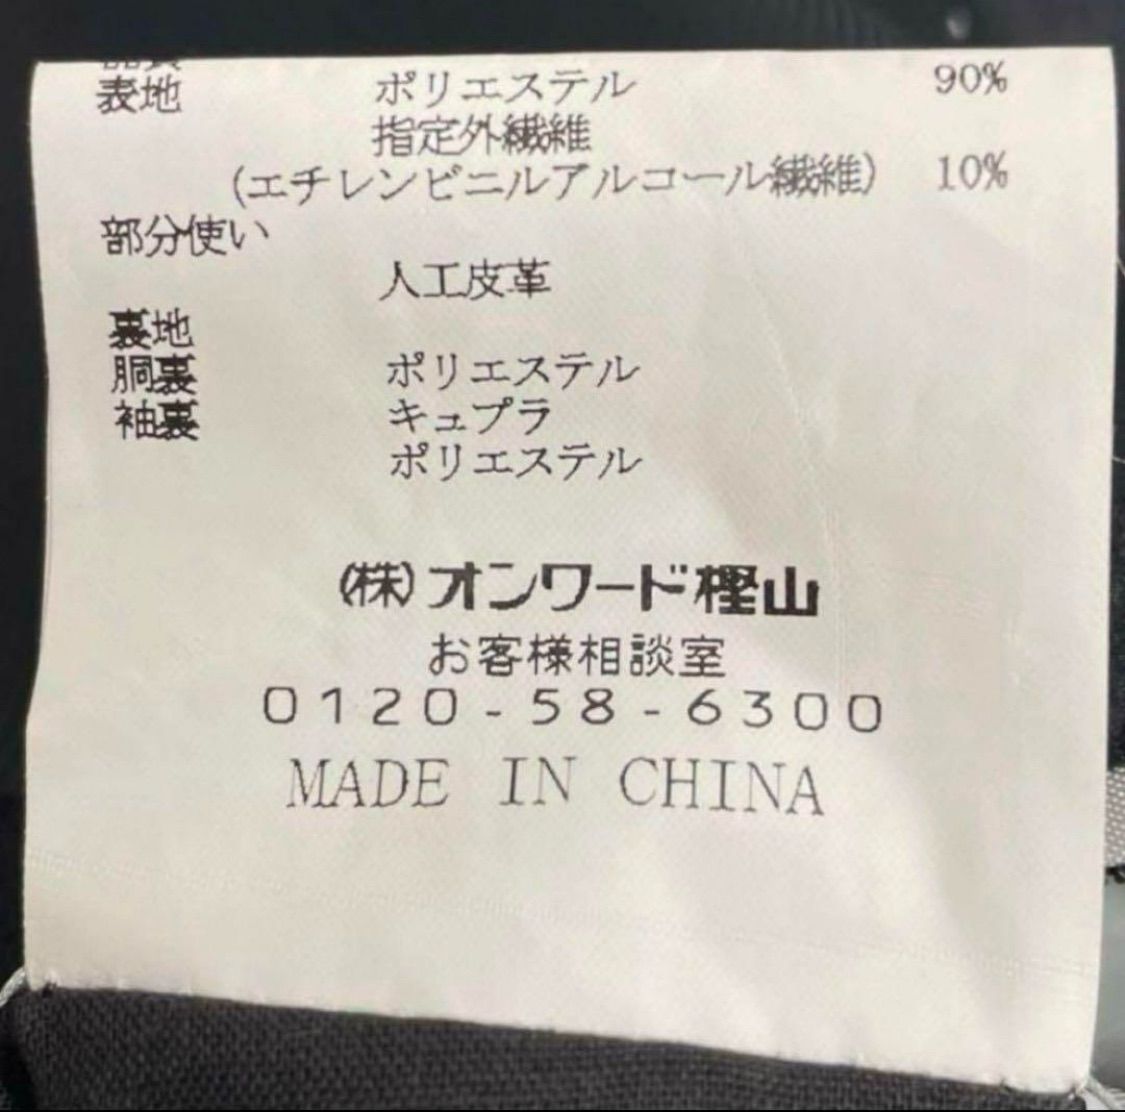 表地 ポリエステル 90%
指定外繊維
(エチレンビニルアルコール繊維) 10%
部分使い
人工皮革
裏地
胴裏 ポリエステル
袖裏 キュプラ
ポリエステル
(株)オンワード樫山
お客様相談室
0120-58-6300
MADE IN CHINA